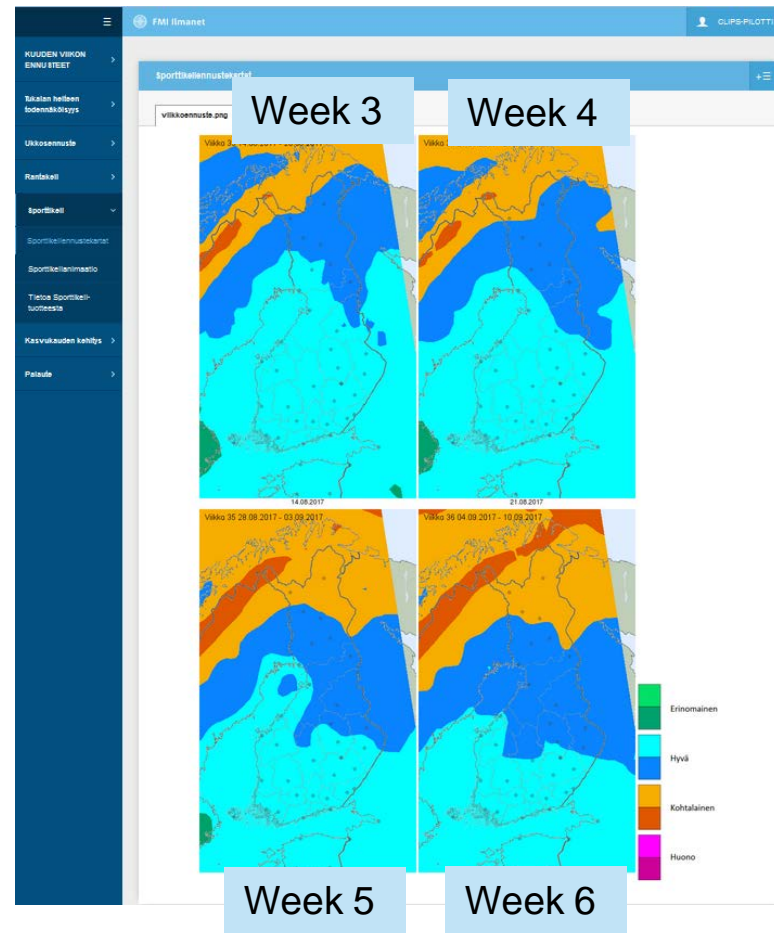 FMI Ilmanet
CLIPS-PILOTTI
KUUDEN VIIKON
ENNUSTEET
Tukalan helteen
todennäköisyys
Ukkosennuste
Rantakeli
Sporttikeli
Sporttikeliennustekartat
Sporttikelianimaatio
Tietoa Sporttikeli-
tuotteesta
Kasvukauden kehitys
Palaute
Sporttikeliennustekartat
viikkoennuste.png
Week 3
Week 4
14.08.2017
21.08.2017
Viikko 35 28.08.2017 - 03.09.2017
Viikko 36 04.09.2017 - 10.09.2017
Erinomainen
Hyvä
Kohtalainen
Huono
Week 5
Week 6